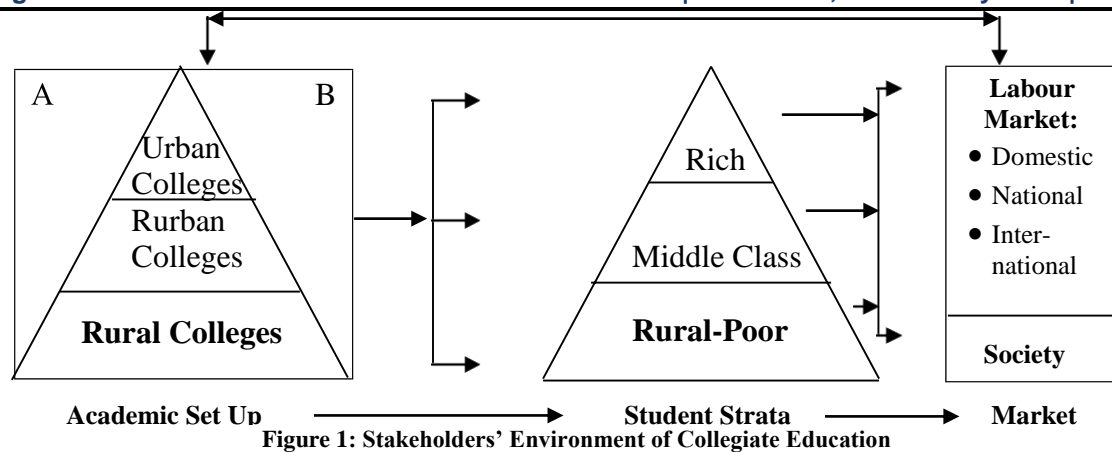 A
B
Urban
Colleges
Rurban
Colleges
Rural Colleges
Rich
Middle Class
Rural-Poor
Labour
Market:
• Domestic
• National
• Inter-
national
Society
Academic Set Up
Student Strata
Market
Figure 1: Stakeholders’ Environment of Collegiate Education